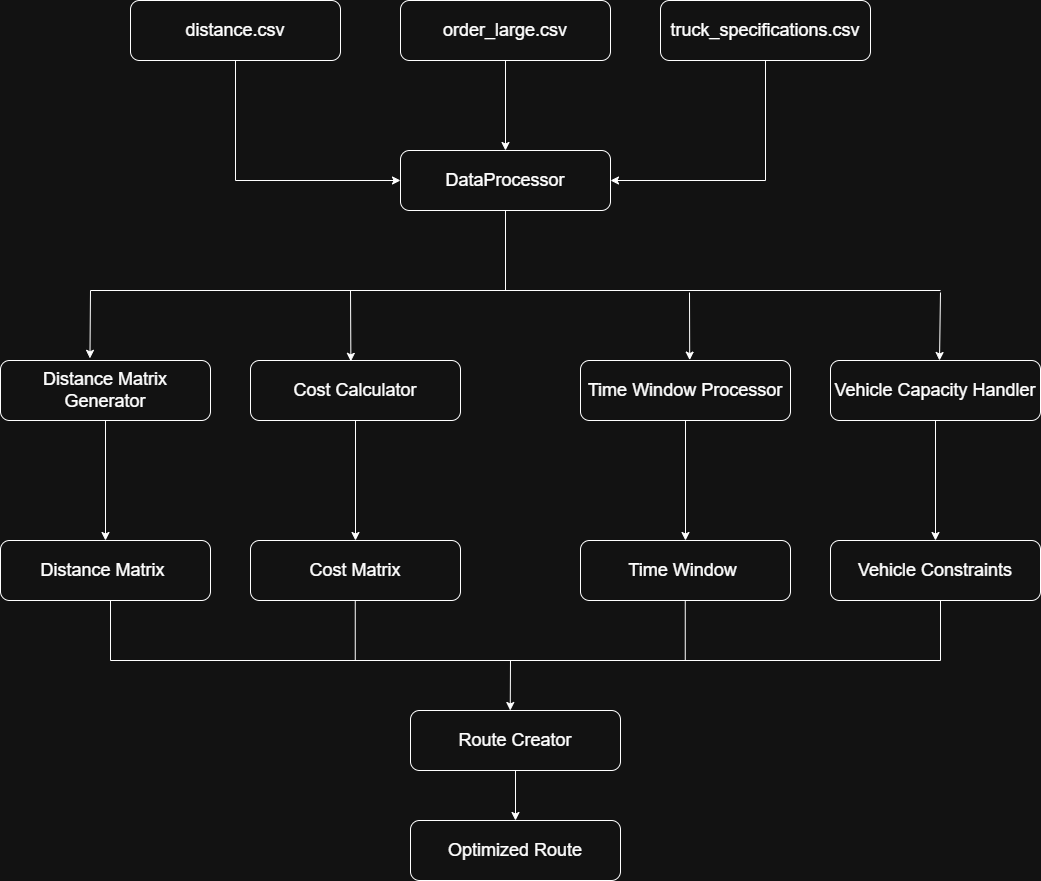 distance.csv
order_large.csv
truck_specifications.csv
DataProcessor
Distance Matrix
Generator
Cost Calculator
Time Window Processor
Vehicle Capacity Handler
Distance Matrix
Cost Matrix
Time Window
Vehicle Constraints
Route Creator
Optimized Route